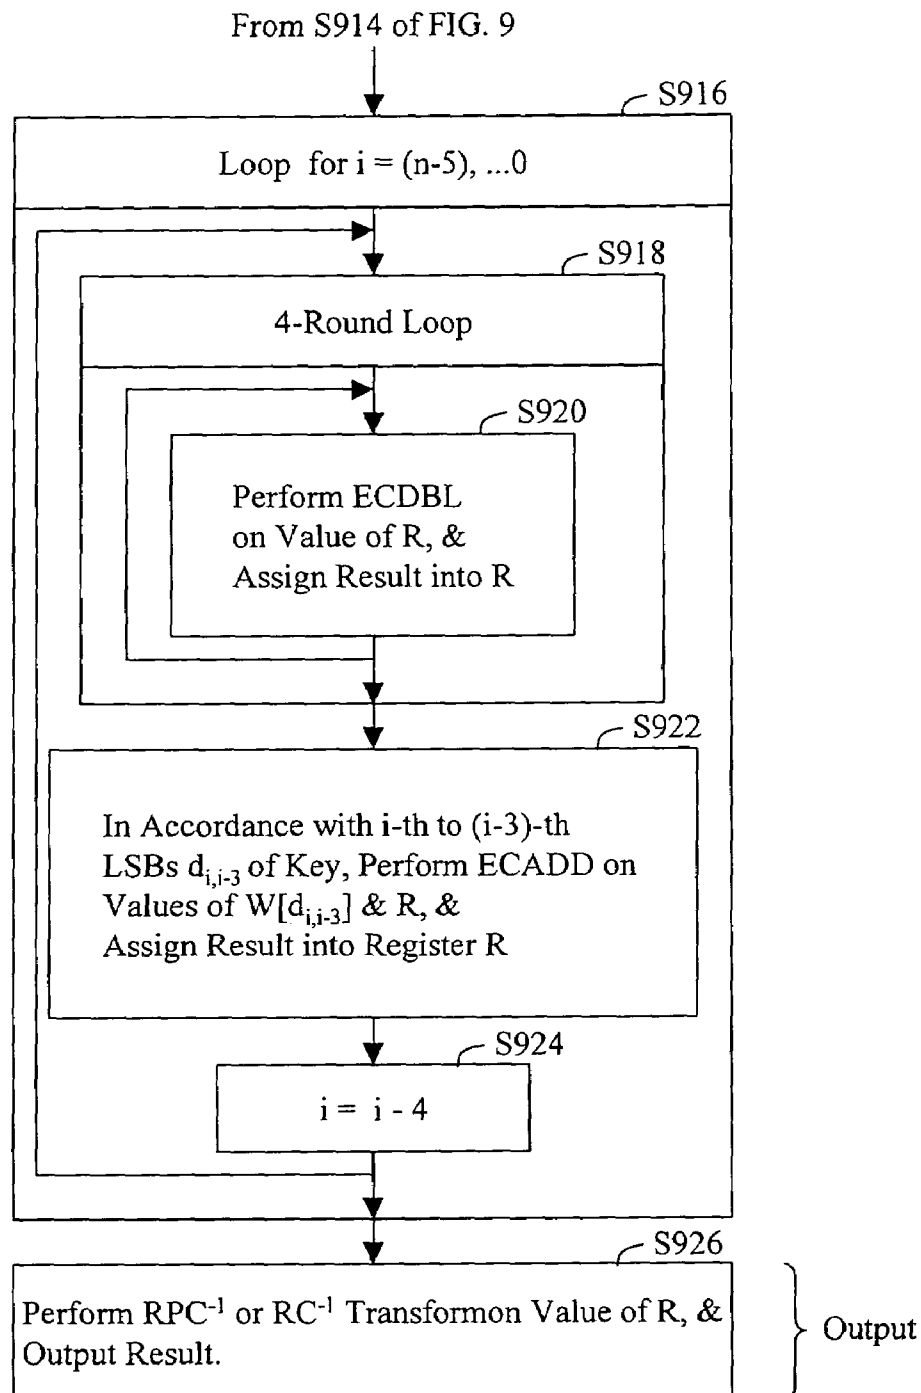 From S914 of FIG. 9
S916
Loop for i = (n-5), ...0
S918
4-Round Loop
S920
Perform ECDBL
on Value of R, &
Assign Result into R
S922
In Accordance with i-th to (i-3)-th
LSBs d_{i,i-3} of Key, Perform ECADD on
Values of W[d_{i,i-3}] & R, &
Assign Result into Register R
S924
i = i - 4
S926
Perform RPC⁻¹ or RC⁻¹ Transformon Value of R, &
Output Result.
Output